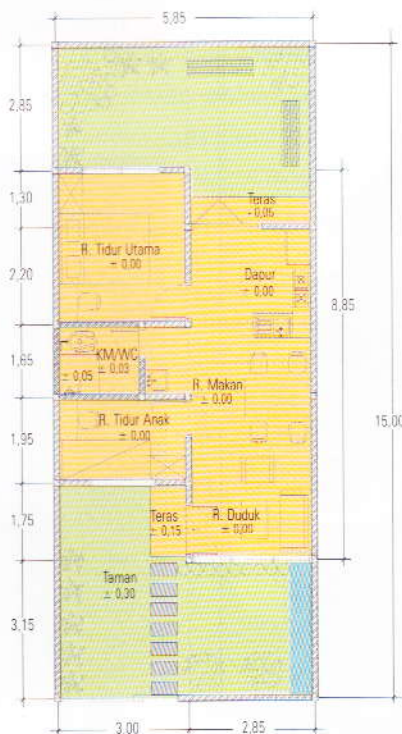 5,85
2,85
1,30
Teras
-0,05
R. Tidur Utama
± 0,00
Dapur
± 0,00
2,20
8,85
KM/WC
± 0,03
± 0,05
1,65
R. Makan
± 0,00
15,00
R. Tidur Anak
± 0,00
1,95
Teras
± 0,15
R. Duduk
± 0,00
1,75
Taman
± 0,30
3,15
3,00
2,85